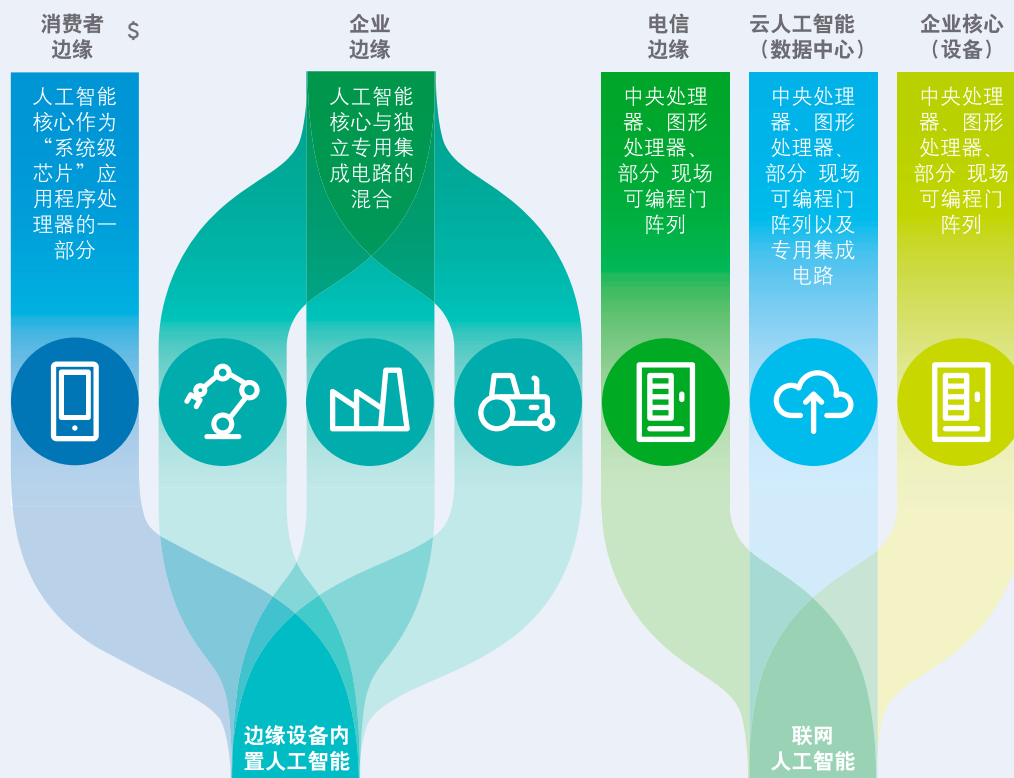 消费者
边缘
$
企业
边缘
电信
边缘
云人工智能
（数据中心）
企业核心
（设备）
人工智能
核心作为
“系统级
芯片”应
用程序处
理器的一
部分
人工智能
核心与独
立专用集
成电路的
混合
中央处理
器、图形
处理器、
部分 现场
可编程门
阵列
中央处理
器、图形
处理器、
部分 现场
可编程门
阵列以及
专用集成
电路
中央处理
器、图形
处理器、
部分 现场
可编程门
阵列
边缘设备内
置人工智能
联网
人工智能